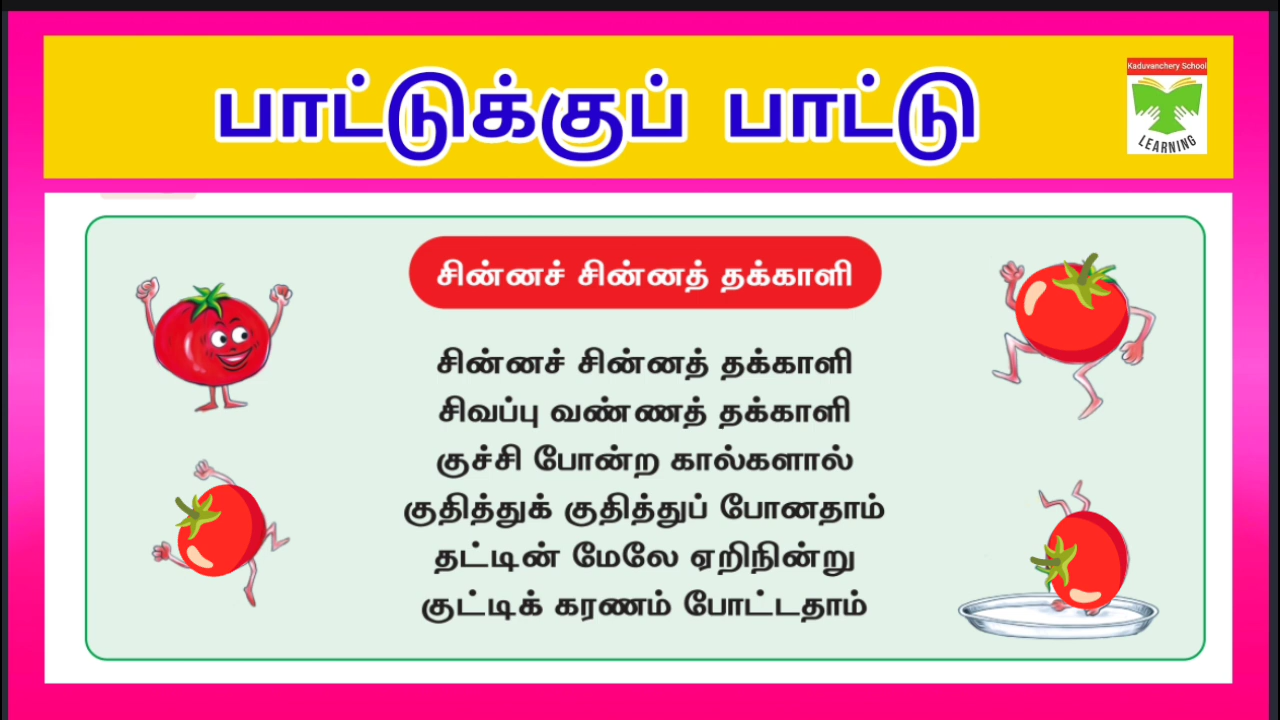 பாட்டுக்குப் பாட்டு
Kaduvanchery School
LEARNING
சின்னச் சின்னத் தக்காளி
சின்னச் சின்னத் தக்காளி
சிவப்பு வண்ணத் தக்காளி
குச்சி போன்ற கால்களால்
குதித்துக் குதித்துப் போனதாம்
தட்டின் மேலே ஏறிநின்று
குட்டிக் கரணம் போட்டதாம்